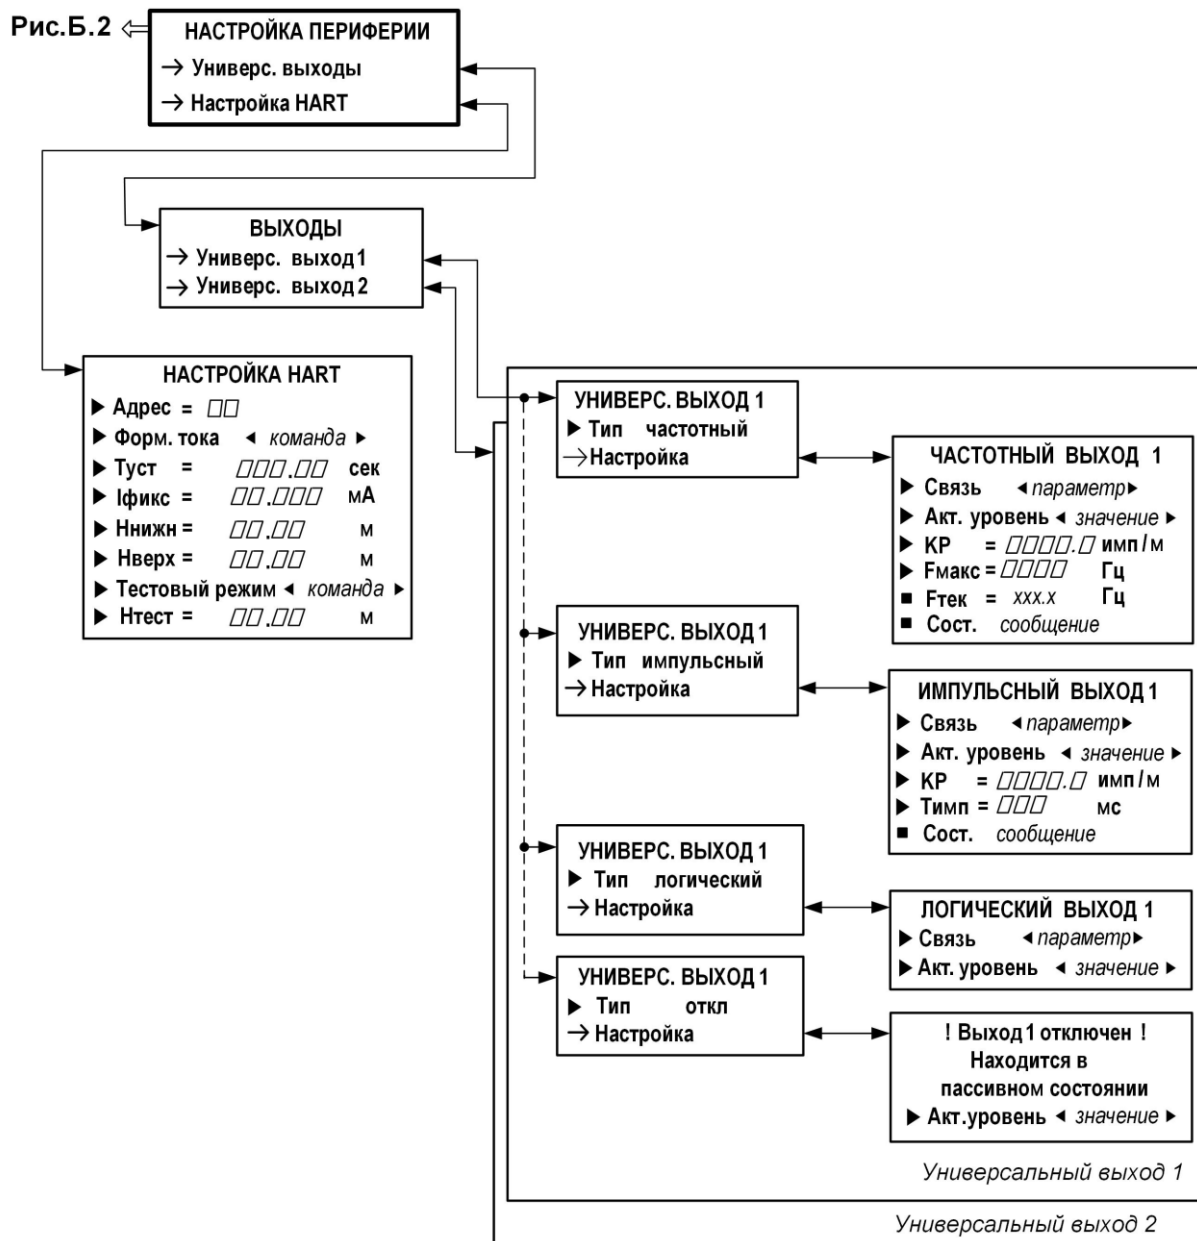 Рис.Б.2
НАСТРОЙКА ПЕРИФЕРИИ
→ Универс. выходы
→ Настройка HART
ВЫХОДЫ
→ Универс. выход 1
→ Универс. выход 2
НАСТРОЙКА HART
▶ Адрес = ▯▯
▶ Форм. тока ◀ команда ▶
▶ Туст = ▯▯▯.▯▯ сек
▶ Iфикс = ▯▯.▯▯▯ мА
▶ Ннижн = ▯▯.▯▯ м
▶ Нверх = ▯▯.▯▯ м
▶ Тестовый режим ◀ команда ▶
▶ Нтест = ▯▯.▯▯ м
УНИВЕРС. ВЫХОД 1
▶ Тип частотный
→ Настройка
ЧАСТОТНЫЙ ВЫХОД 1
▶ Связь ◀ параметр ▶
▶ Акт. уровень ◀ значение ▶
▶ KP = ▯▯▯▯.▯ имп/м
▶ Fмакс = ▯▯▯▯ Гц
■ Fтек = xxx.x Гц
■ Сост. сообщение
УНИВЕРС. ВЫХОД 1
▶ Тип импульсный
→ Настройка
ИМПУЛЬСНЫЙ ВЫХОД 1
▶ Связь ◀ параметр ▶
▶ Акт. уровень ◀ значение ▶
▶ KP = ▯▯▯▯.▯ имп/м
▶ Тимп = ▯▯▯ мс
■ Сост. сообщение
УНИВЕРС. ВЫХОД 1
▶ Тип логический
→ Настройка
ЛОГИЧЕСКИЙ ВЫХОД 1
▶ Связь ◀ параметр ▶
▶ Акт. уровень ◀ значение ▶
УНИВЕРС. ВЫХОД 1
▶ Тип откл
→ Настройка
! Выход 1 отключен !
Находится в
пассивном состоянии
▶ Акт.уровень ◀ значение ▶
Универсальный выход 1
Универсальный выход 2